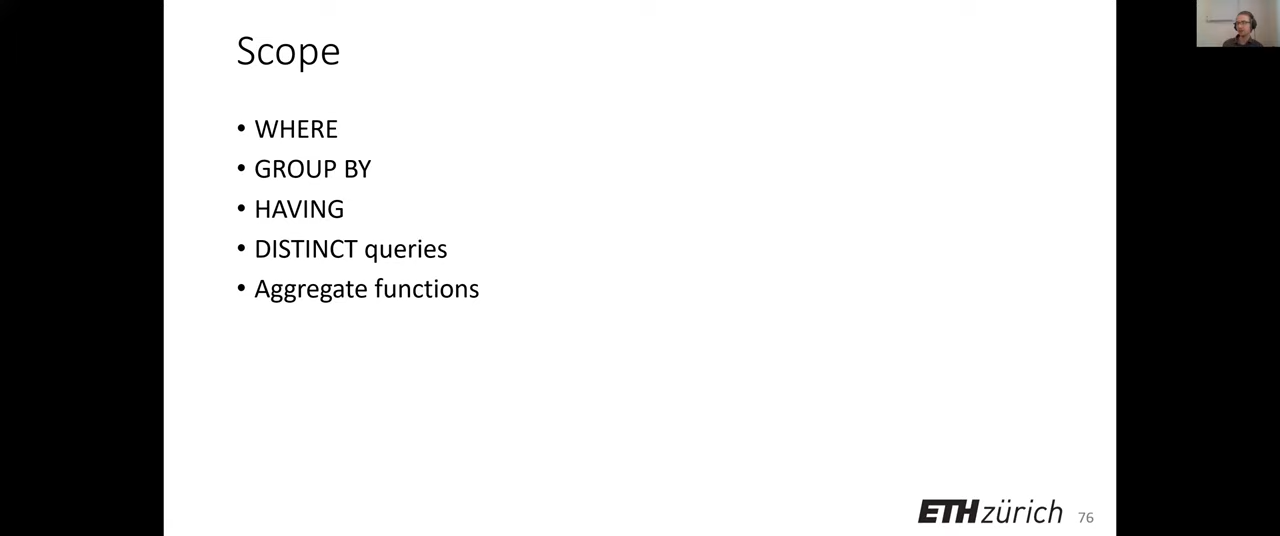 Scope
• WHERE
• GROUP BY
• HAVING
• DISTINCT queries
• Aggregate functions
ETH zürich 76